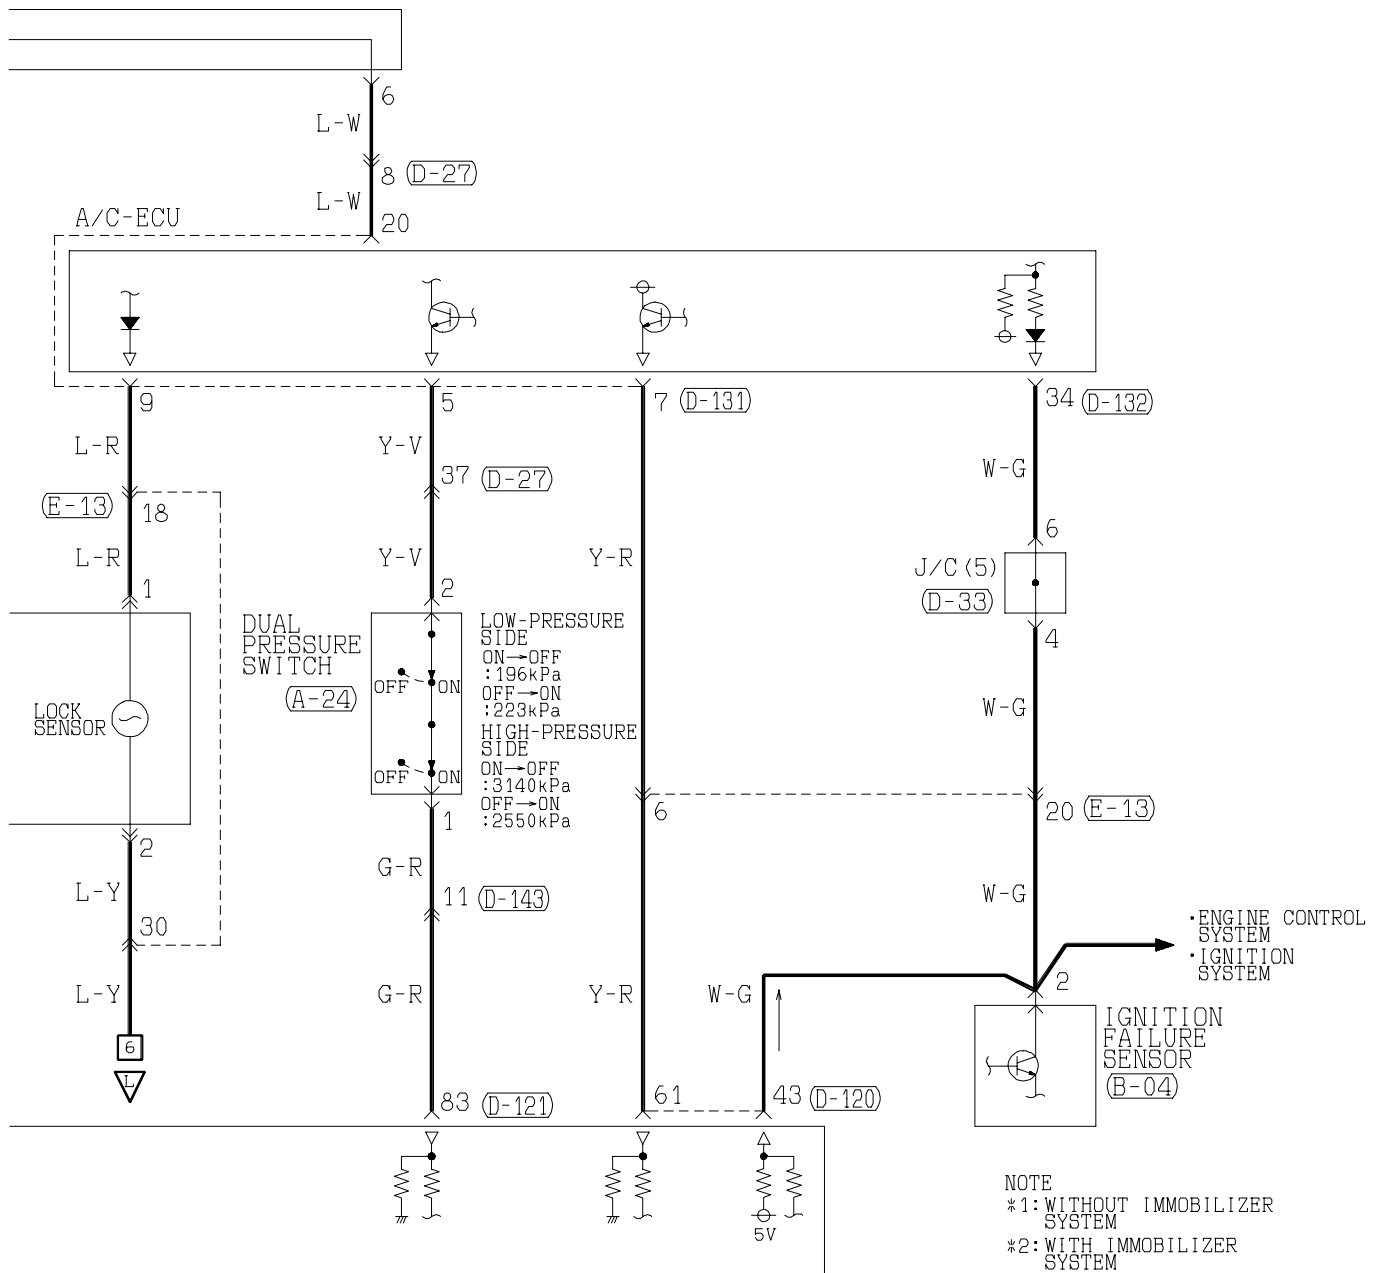 6
L-W
8 (D-27)
L-W
20
A/C-ECU
9
5
7 (D-131)
34 (D-132)
L-R
Y-V
37 (D-27)
W-G
(E-13)
18
6
L-R
Y-V
Y-R
J/C(5)
(D-33)
1
2
4
DUAL
PRESSURE
SWITCH
(A-24)
OFF ON
OFF ON
LOW-PRESSURE
SIDE
ON→OFF
:196kPa
OFF→ON
:223kPa
HIGH-PRESSURE
SIDE
ON→OFF
:3140kPa
OFF→ON
:2550kPa
W-G
LOCK
SENSOR
6
20 (E-13)
1
2
G-R
L-Y
W-G
11 (D-143)
30
•ENGINE CONTROL
SYSTEM
•IGNITION
SYSTEM
L-Y
G-R
Y-R
W-G
2
6
L
IGNITION
FAILURE
SENSOR
(B-04)
83 (D-121)
61
43 (D-120)
5V
NOTE
*1:WITHOUT IMMOBILIZER
SYSTEM
*2:WITH IMMOBILIZER
SYSTEM